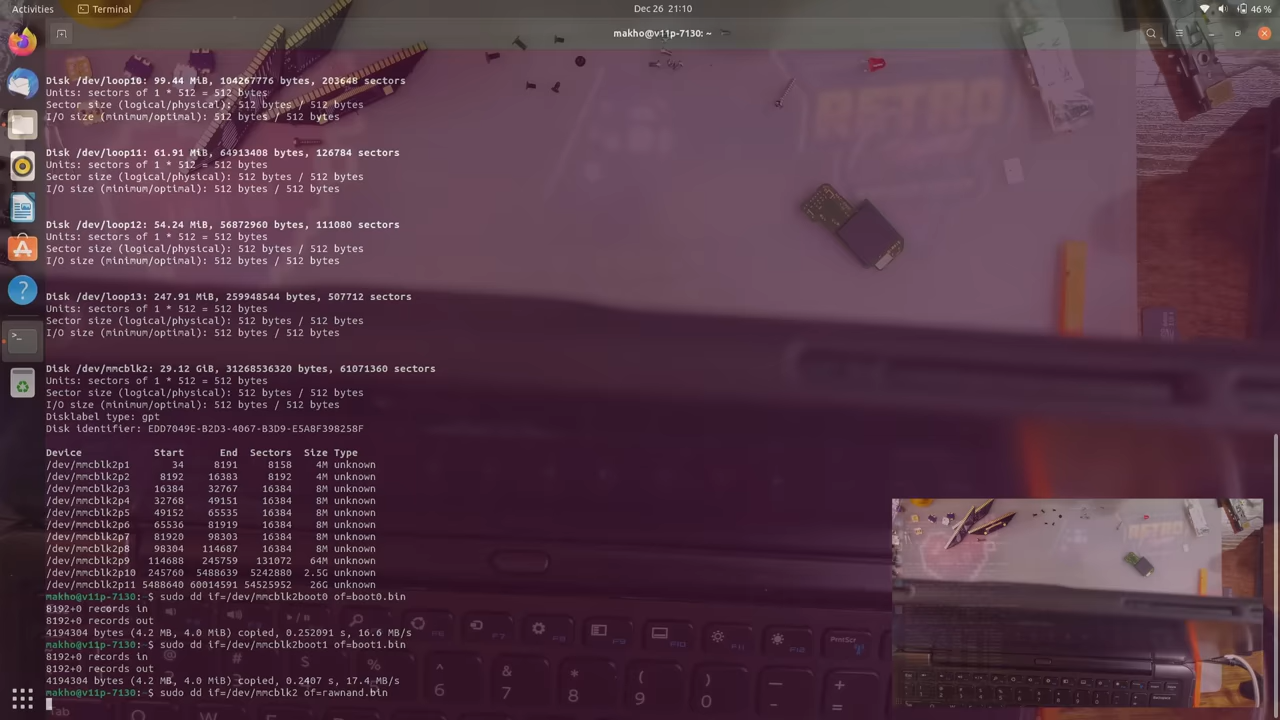 Activities
Terminal
Dec 26 21:10
46 %
makho@v11p-7130: ~
Disk /dev/loop10: 99.44 MiB, 104267776 bytes, 203648 sectors
Units: sectors of 1 * 512 = 512 bytes
Sector size (logical/physical): 512 bytes / 512 bytes
I/O size (minimum/optimal): 512 bytes / 512 bytes
Disk /dev/loop11: 61.91 MiB, 64913408 bytes, 126784 sectors
Units: sectors of 1 * 512 = 512 bytes
Sector size (logical/physical): 512 bytes / 512 bytes
I/O size (minimum/optimal): 512 bytes / 512 bytes
Disk /dev/loop12: 54.24 MiB, 56872960 bytes, 111080 sectors
Units: sectors of 1 * 512 = 512 bytes
Sector size (logical/physical): 512 bytes / 512 bytes
I/O size (minimum/optimal): 512 bytes / 512 bytes
Disk /dev/loop13: 247.91 MiB, 259948544 bytes, 507712 sectors
Units: sectors of 1 * 512 = 512 bytes
Sector size (logical/physical): 512 bytes / 512 bytes
I/O size (minimum/optimal): 512 bytes / 512 bytes
Disk /dev/mmcblk2: 29.12 GiB, 31268536320 bytes, 61071360 sectors
Units: sectors of 1 * 512 = 512 bytes
Sector size (logical/physical): 512 bytes / 512 bytes
I/O size (minimum/optimal): 512 bytes / 512 bytes
Disklabel type: gpt
Disk identifier: EDD7049E-B2D3-4067-B3D9-E5A8F398258F
Device Start End Sectors Size Type
/dev/mmcblk2p1 34 8191 8158 4M unknown
/dev/mmcblk2p2 8192 16383 8192 4M unknown
/dev/mmcblk2p3 16384 32767 16384 8M unknown
/dev/mmcblk2p4 32768 49151 16384 8M unknown
/dev/mmcblk2p5 49152 65535 16384 8M unknown
/dev/mmcblk2p6 65536 81919 16384 8M unknown
/dev/mmcblk2p7 81920 98303 16384 8M unknown
/dev/mmcblk2p8 98304 114687 16384 8M unknown
/dev/mmcblk2p9 114688 245759 131072 64M unknown
/dev/mmcblk2p10 245760 5488639 5242880 2.5G unknown
/dev/mmcblk2p11 5488640 60014591 54525952 26G unknown
makho@v11p-7130:~$ sudo dd if=/dev/mmcblk2boot0 of=boot0.bin
8192+0 records in
8192+0 records out
4194304 bytes (4.2 MB, 4.0 MiB) copied, 0.252091 s, 16.6 MB/s
makho@v11p-7130:~$ sudo dd if=/dev/mmcblk2boot1 of=boot1.bin
8192+0 records in
8192+0 records out
4194304 bytes (4.2 MB, 4.0 MiB) copied, 0.2407 s, 17.4 MB/s
makho@v11p-7130:~$ sudo dd if=/dev/mmcblk2 of=rawnand.bin
RETRO
PrntScr
6 7 8 9 0
Tab